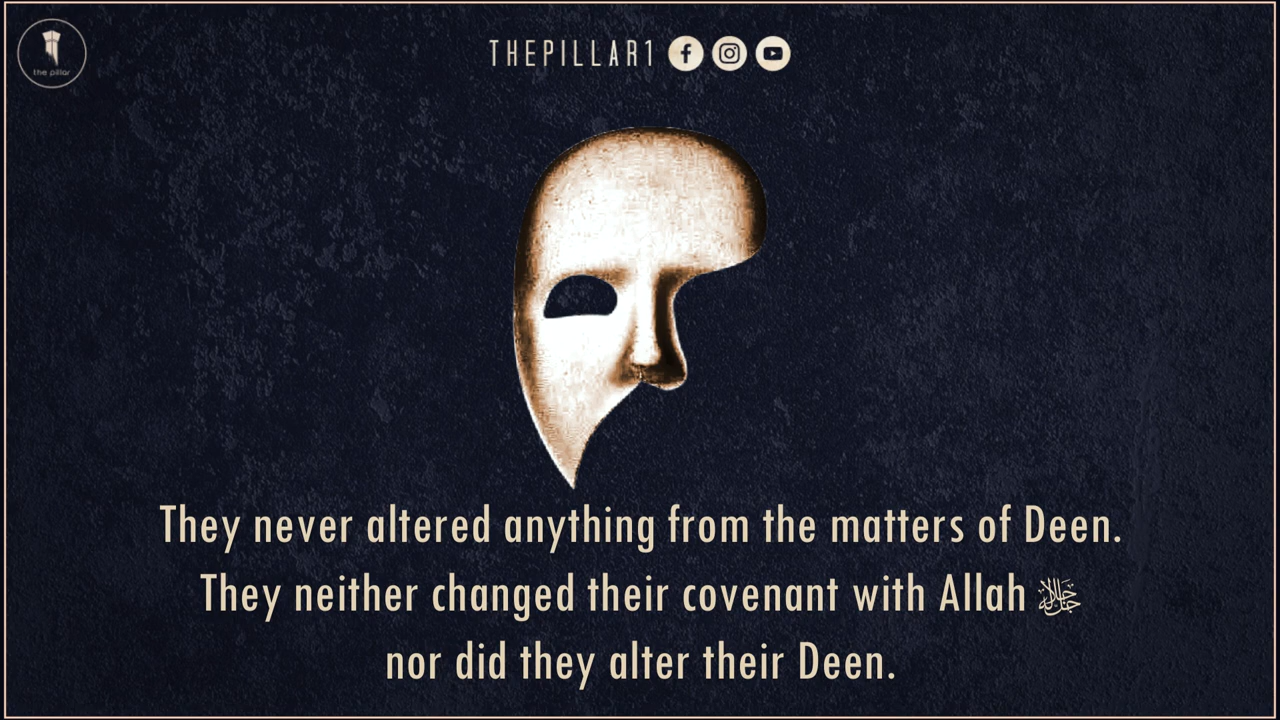 the pillar
THEPILLAR1
They never altered anything from the matters of Deen.
They neither changed their covenant with Allah ﷻ
nor did they alter their Deen.